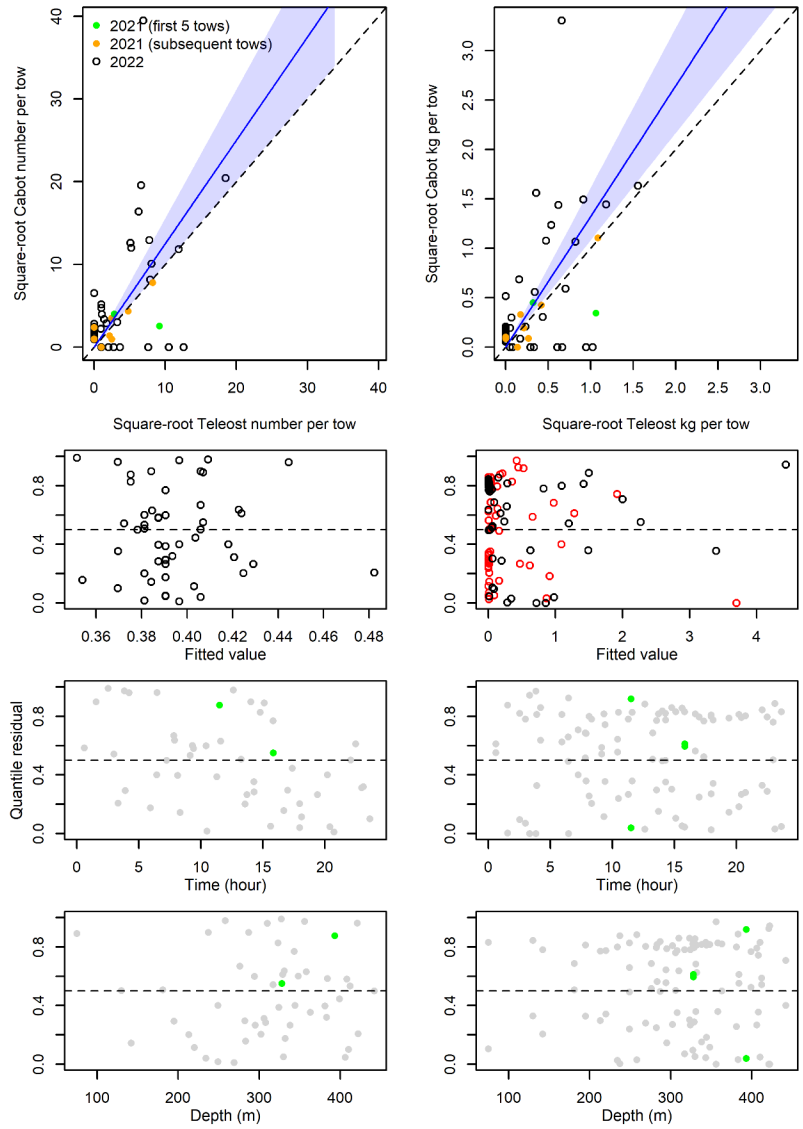 2021 (first 5 tows)
2021 (subsequent tows)
2022
Square-root Cabot number per tow
0 10 20 30 40
0 10 20 30 40
Square-root Teleost number per tow
Square-root Cabot kg per tow
0.0 0.5 1.0 1.5 2.0 2.5 3.0
0.0 0.5 1.0 1.5 2.0 2.5 3.0
Square-root Teleost kg per tow
0.0 0.4 0.8
0.36 0.38 0.40 0.42 0.44 0.46 0.48
Fitted value
0.0 0.4 0.8
0 1 2 3 4
Fitted value
Quantile residual
0.0 0.4 0.8
0 5 10 15 20
Time (hour)
0.0 0.4 0.8
0 5 10 15 20
Time (hour)
0.0 0.4 0.8
100 200 300 400
Depth (m)
0.0 0.4 0.8
100 200 300 400
Depth (m)